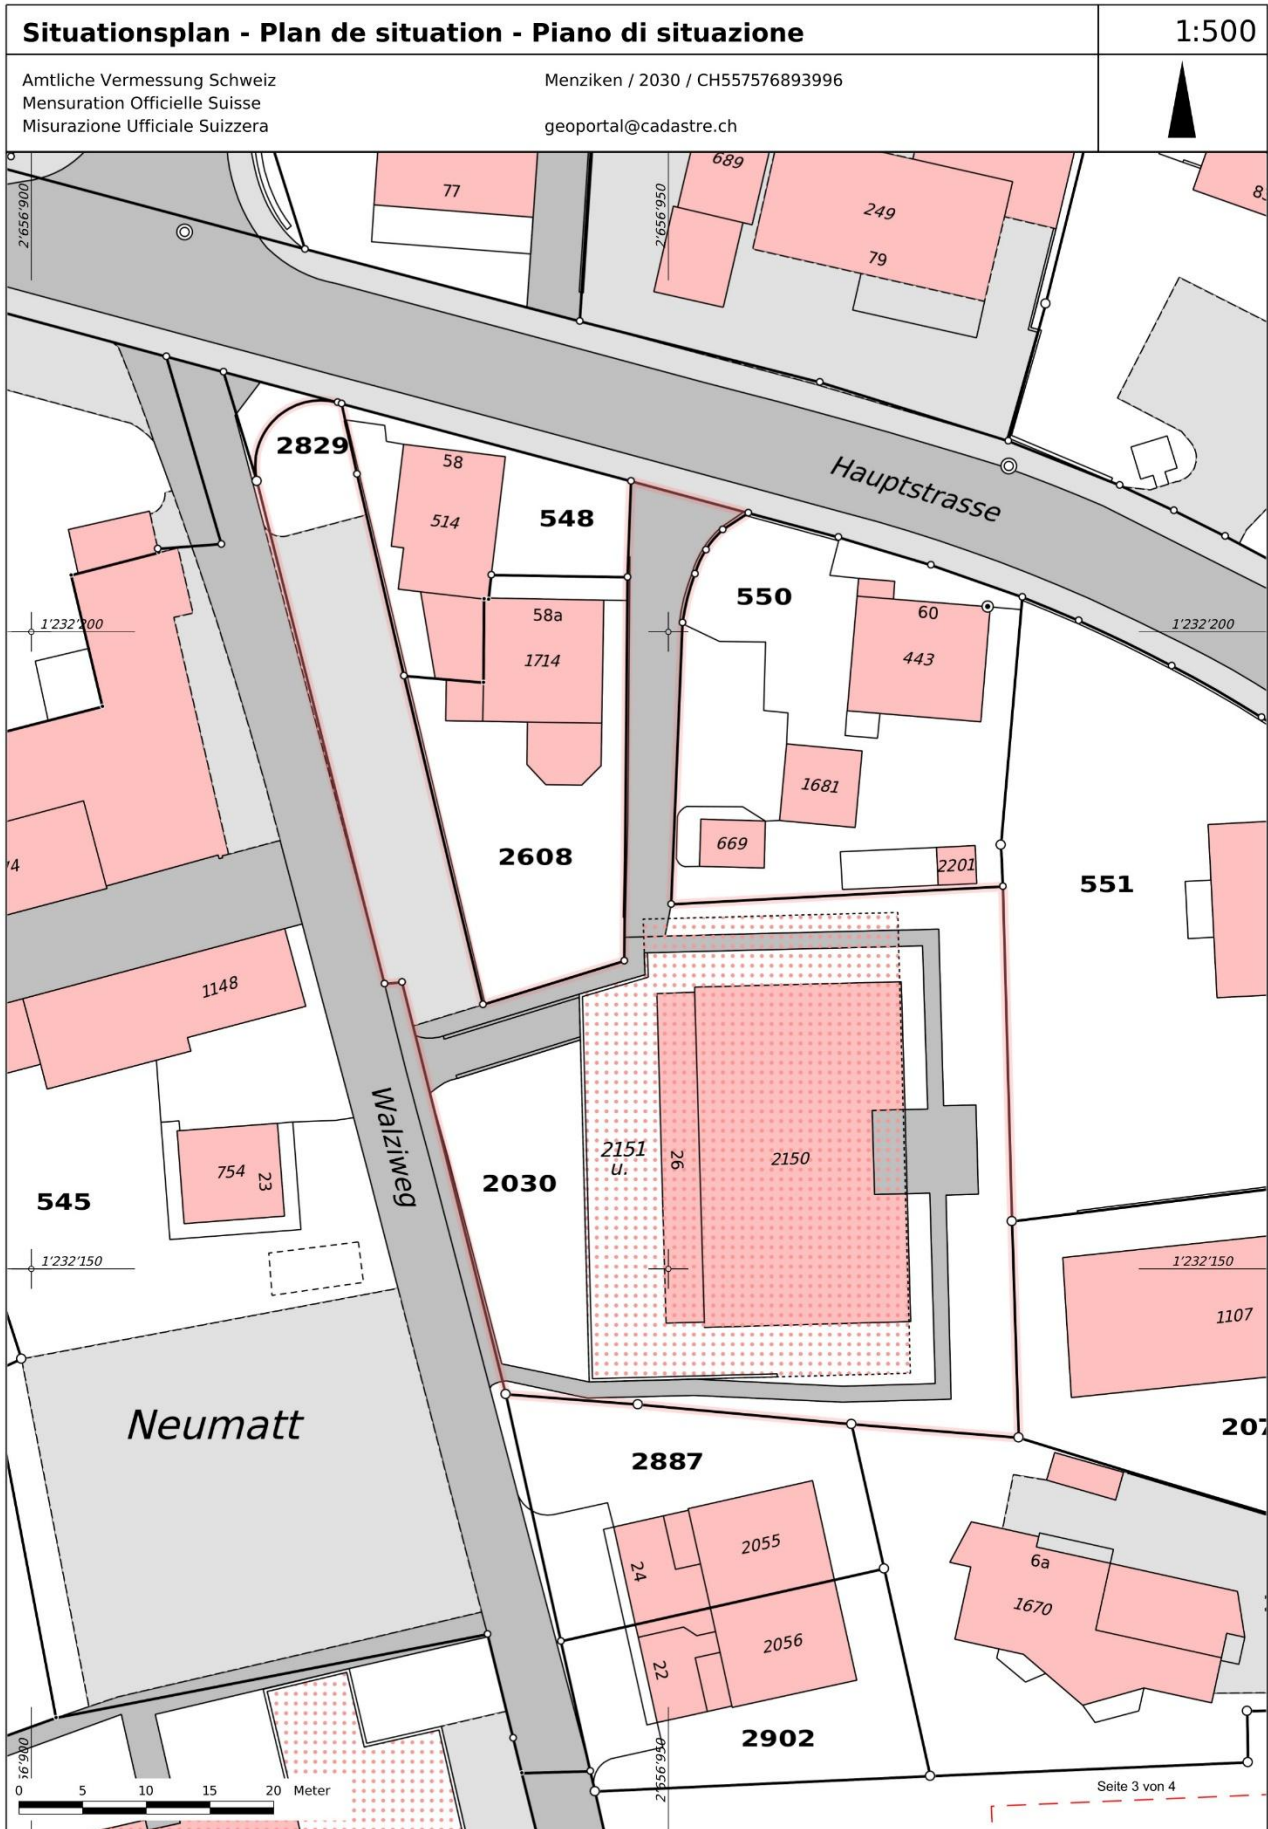 Situationsplan - Plan de situation - Piano di situazione
1:500
Amtliche Vermessung Schweiz
Mensuration Officielle Suisse
Misurazione Ufficiale Suizzera
Menziken / 2030 / CH557576893996
geoportal@cadastre.ch
2'656'900
77
2'656'950
689
249
79
Hauptstrasse
2829
58
514
548
550
60
443
1'232'200
1'232'200
58a
1714
1681
669
2201
2608
551
1148
Walziweg
754
23
545
2030
2151
u.
26
2150
1'232'150
1'232'150
1107
Neumatt
2887
24
2055
6a
1670
22
2056
2902
2'656'950
0 5 10 15 20 Meter
Seite 3 von 4